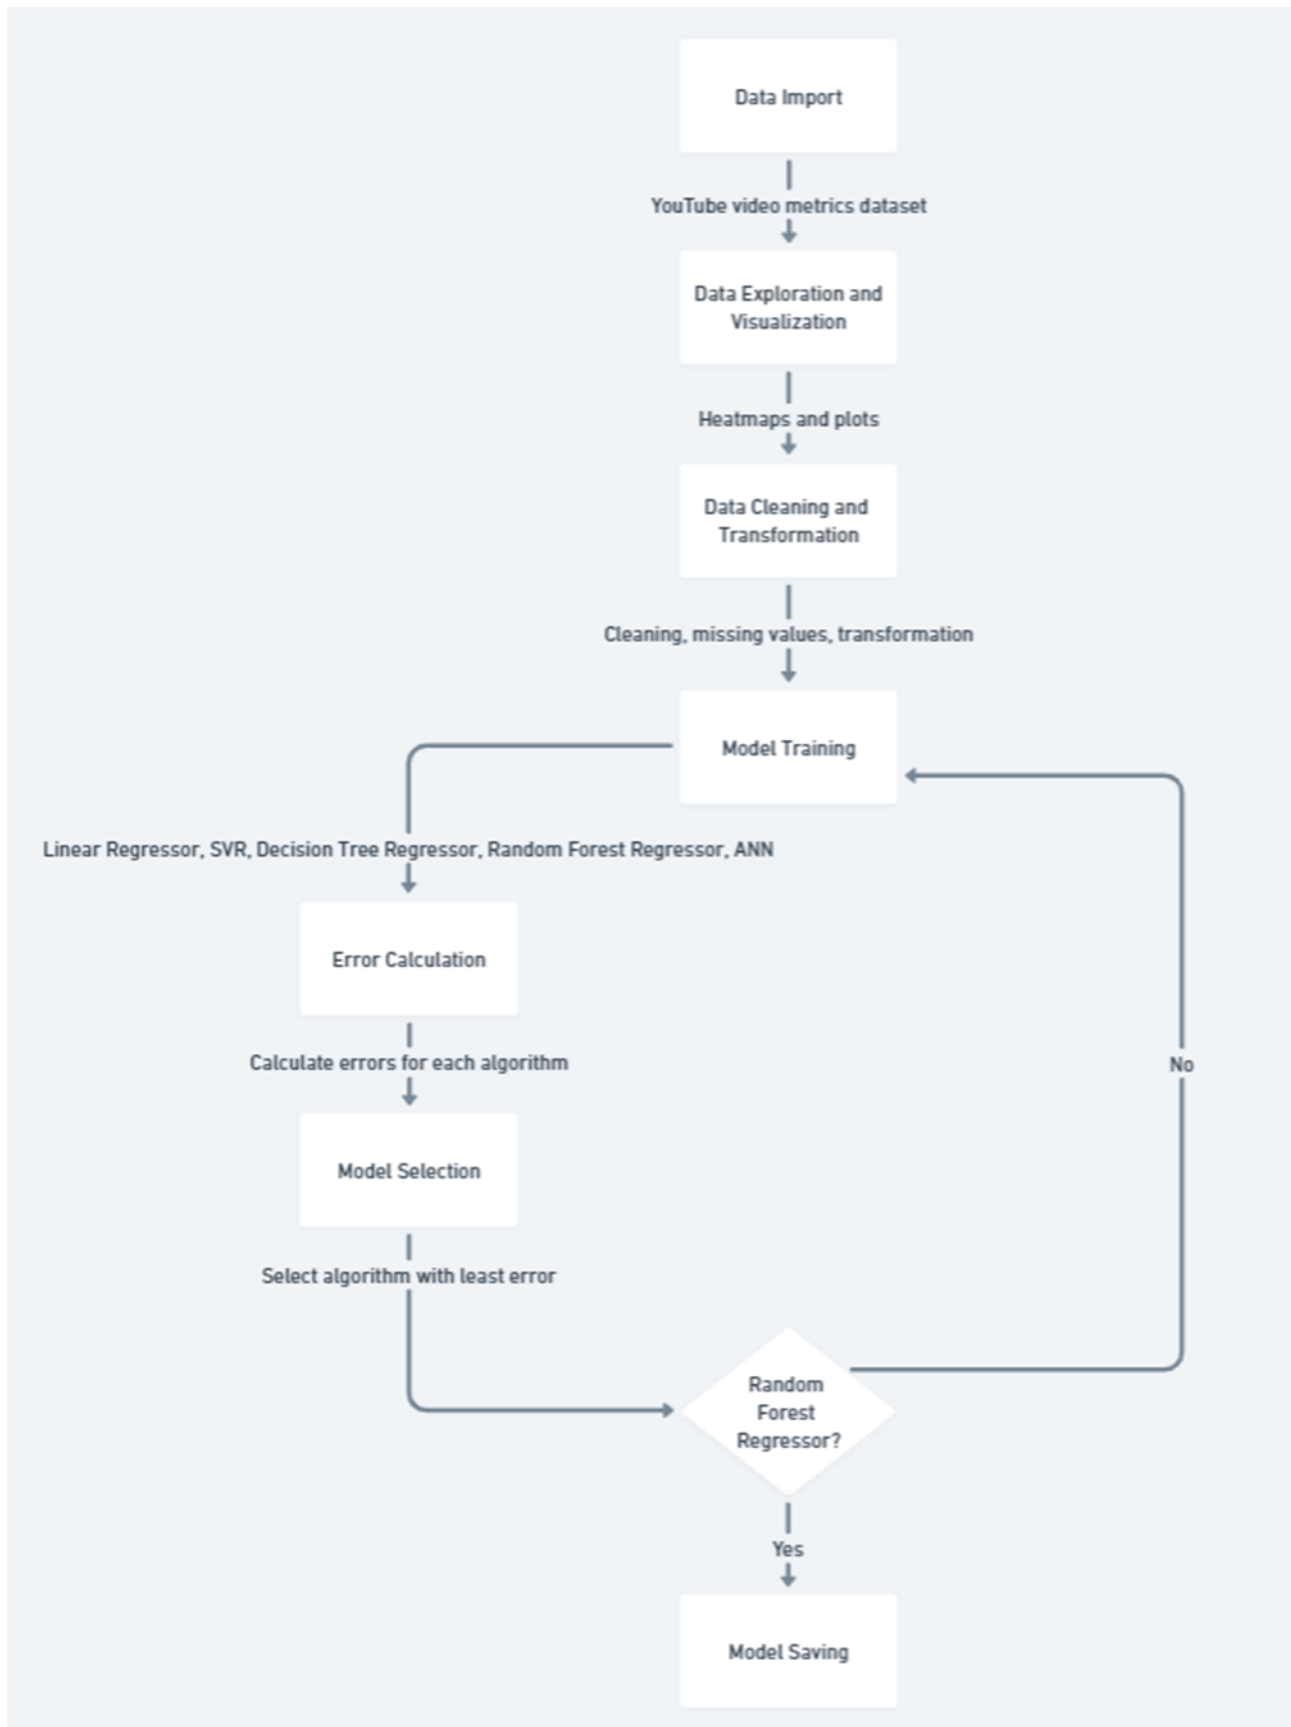 Data Import
YouTube video metrics dataset
Data Exploration and
Visualization
Heatmaps and plots
Data Cleaning and
Transformation
Cleaning, missing values, transformation
Model Training
Linear Regressor, SVR, Decision Tree Regressor, Random Forest Regressor, ANN
Error Calculation
Calculate errors for each algorithm
No
Model Selection
Select algorithm with least error
Random
Forest
Regressor?
Yes
Model Saving